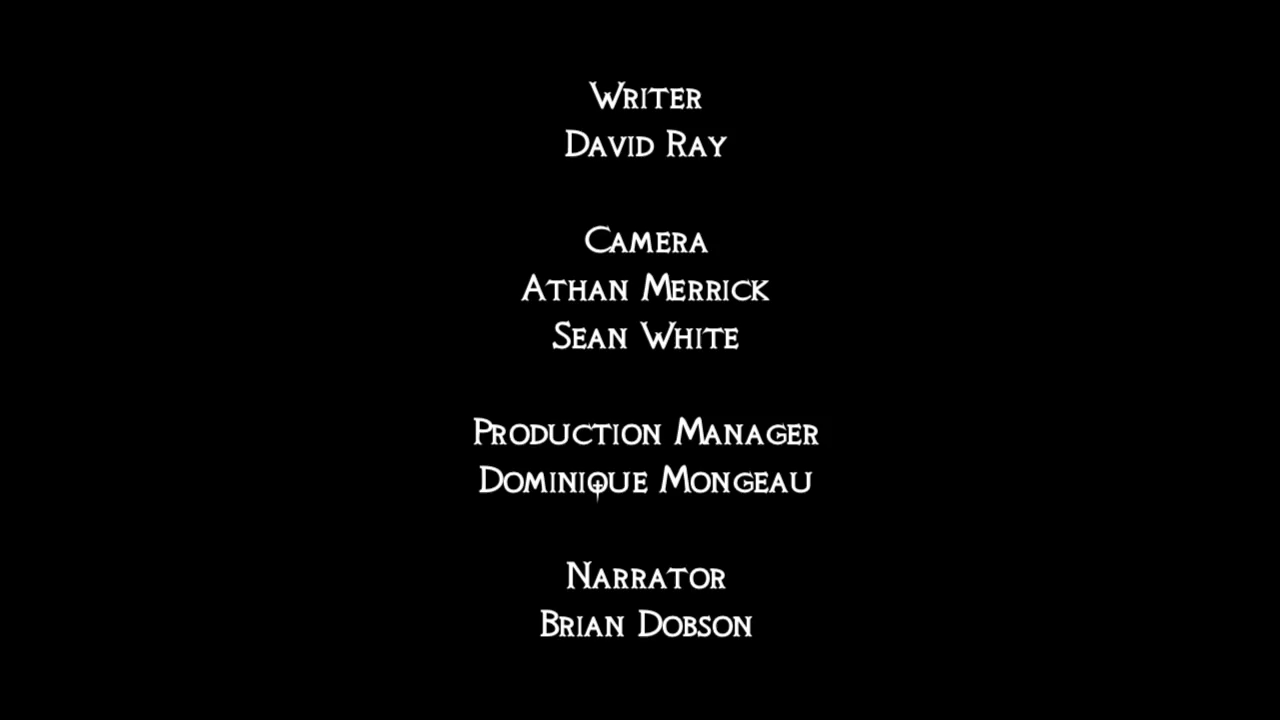 Writer
David Ray
Camera
Athan Merrick
Sean White
Production Manager
Dominique Mongeau
Narrator
Brian Dobson